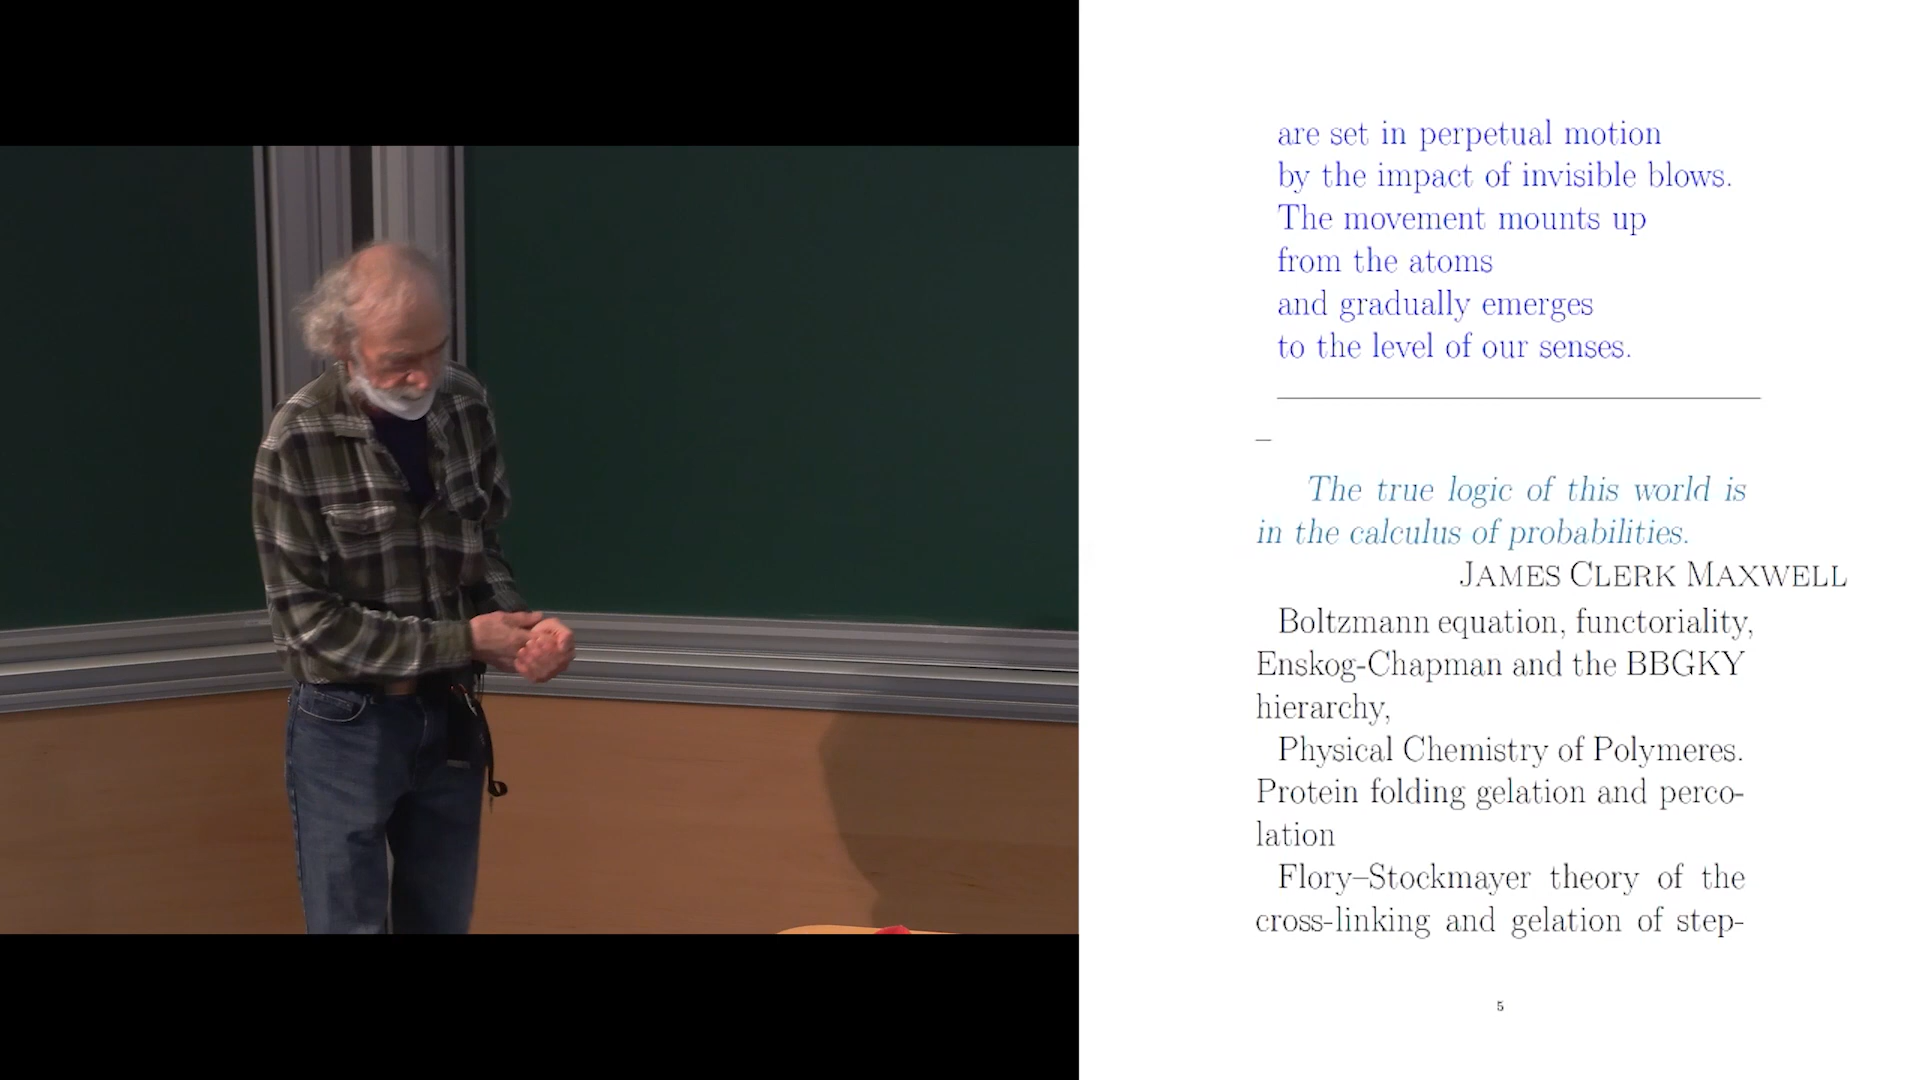 are set in perpetual motion
by the impact of invisible blows.
The movement mounts up
from the atoms
and gradually emerges
to the level of our senses.
–
The true logic of this world is
in the calculus of probabilities.
JAMES CLERK MAXWELL
Boltzmann equation, functoriality,
Enskog-Chapman and the BBGKY
hierarchy,
Physical Chemistry of Polymeres.
Protein folding gelation and perco-
lation
Flory–Stockmayer theory of the
cross-linking and gelation of step-
5